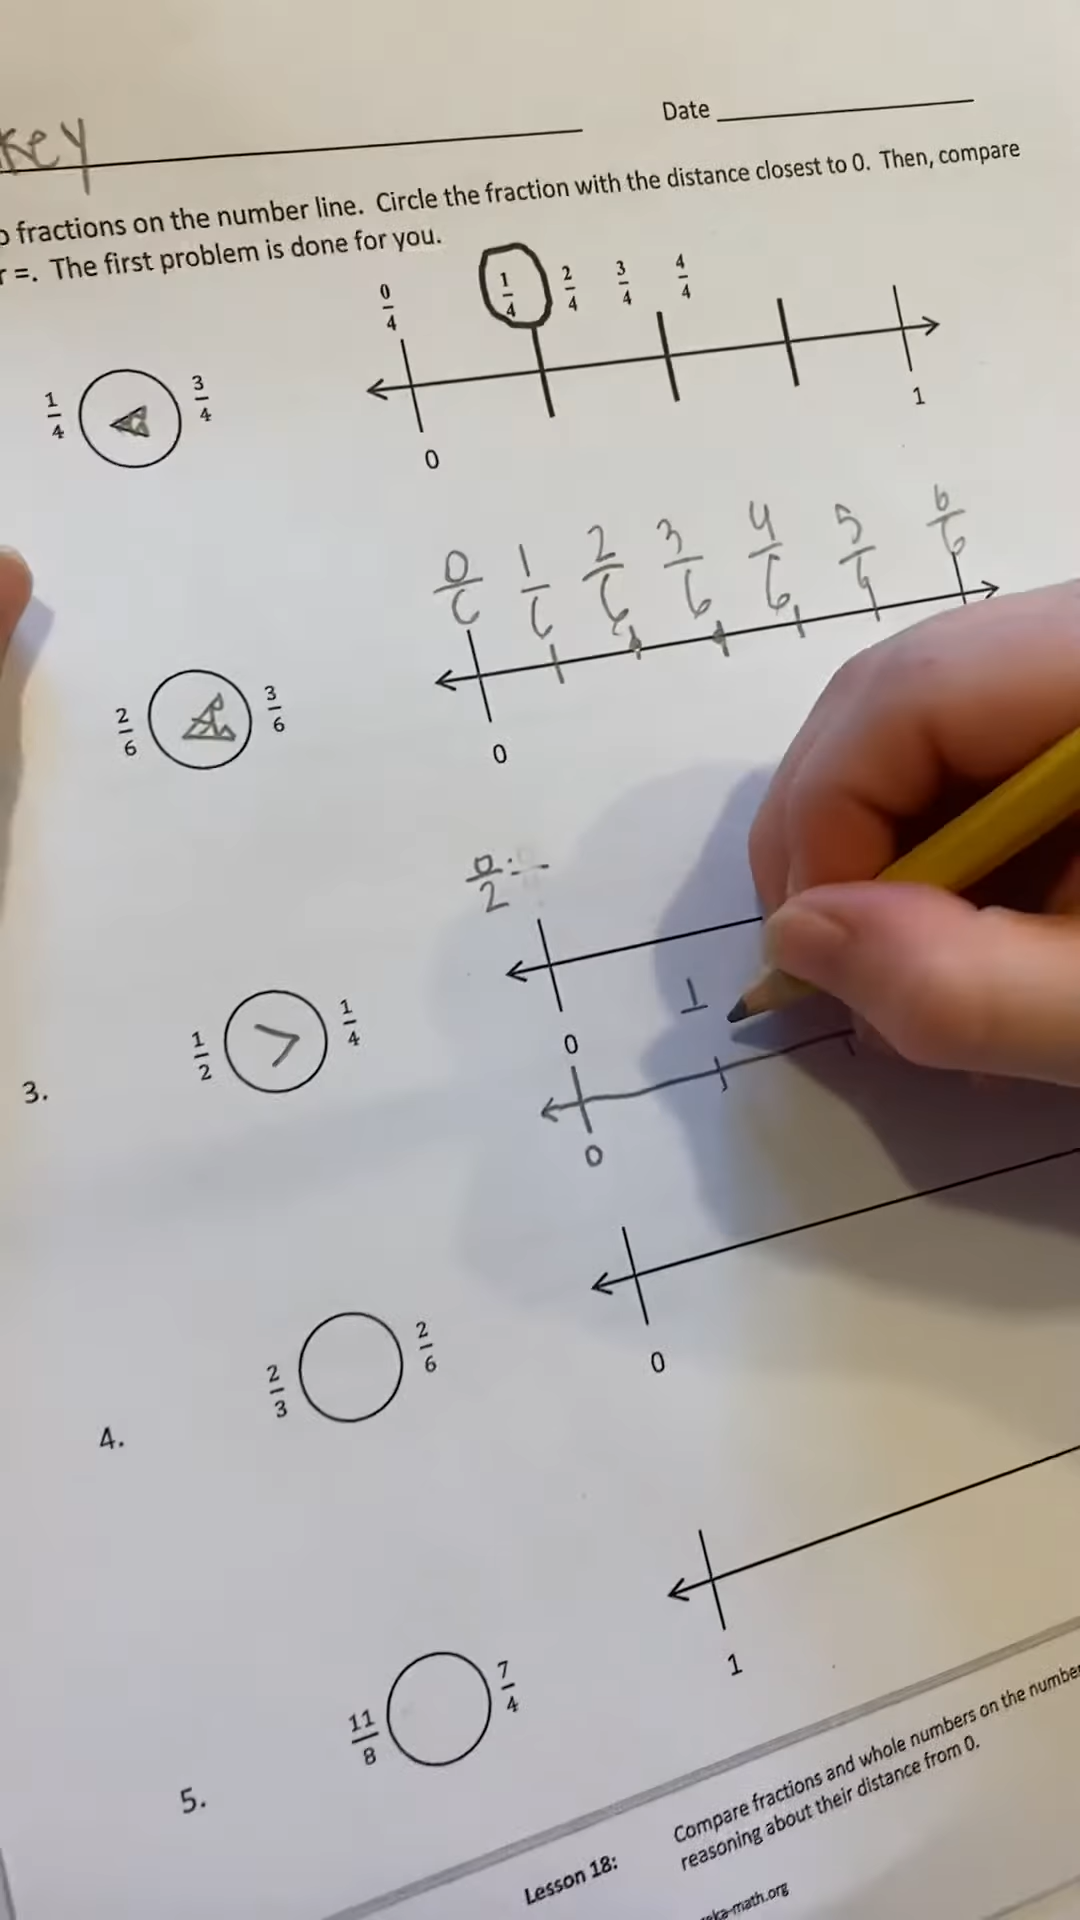 Key
Date
fractions on the number line. Circle the fraction with the distance closest to 0. Then, compare
r =. The first problem is done for you.
0/4 1/4 2/4 3/4 4/4
1/4 < 3/4
0 1
0/6 1/6 2/6 3/6 4/6 5/6 6/6
2/6 3/6
0
0/2
3. 1/2 > 1/4
0
1
0
4. 2/3 2/6
0
5. 11/8 7/4
1
Lesson 18: Compare fractions and whole numbers on the number
reasoning about their distance from 0.
eka-math.org